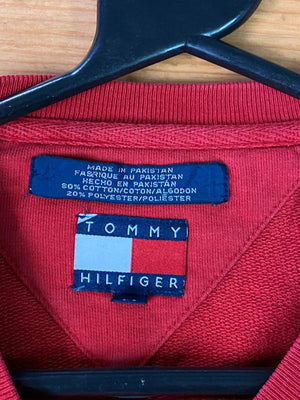 MADE IN PAKISTAN
FABRIQUE AU PAKISTAN
HECHO EN PAKISTAN
80% COTTON/COTON/ALGODON
20% POLYESTER/POLIESTER
TOMMY
HILFIGER